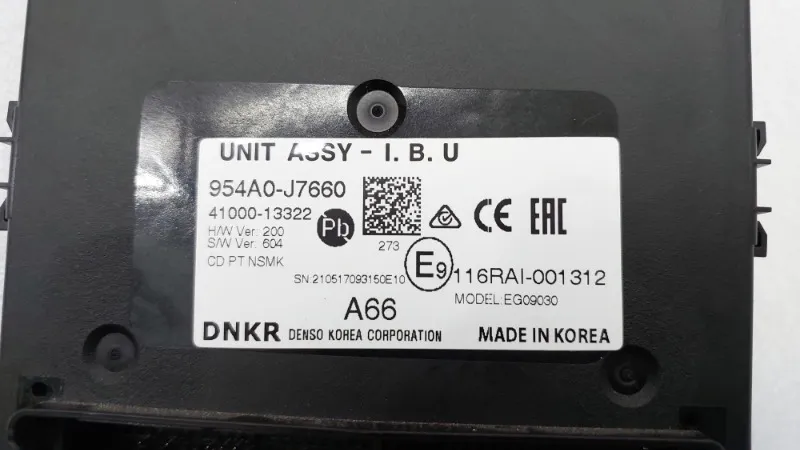 UNIT ASSY - I. B. U
954A0-J7660
41000-13322
H/W Ver: 200
S/W Ver: 604
Pb
273
CE
EAC
CD PT NSMK
SN:210517093150E10
E9
116RAI-001312
MODEL:EG09030
A66
DNKR DENSO KOREA CORPORATION
MADE IN KOREA